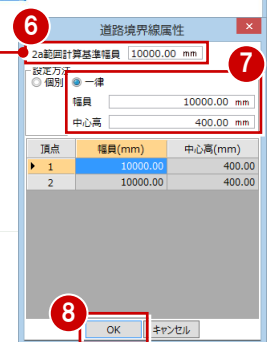 6
道路境界線属性
×
2a範囲計算基準幅員 10000.00 mm
7
設定方法
個別 一律
幅員 10000.00 mm
中心高 400.00 mm
頂点 幅員(mm) 中心高(mm)
1 10000.00 400.00
2 10000.00 400.00
8
OK キャンセル